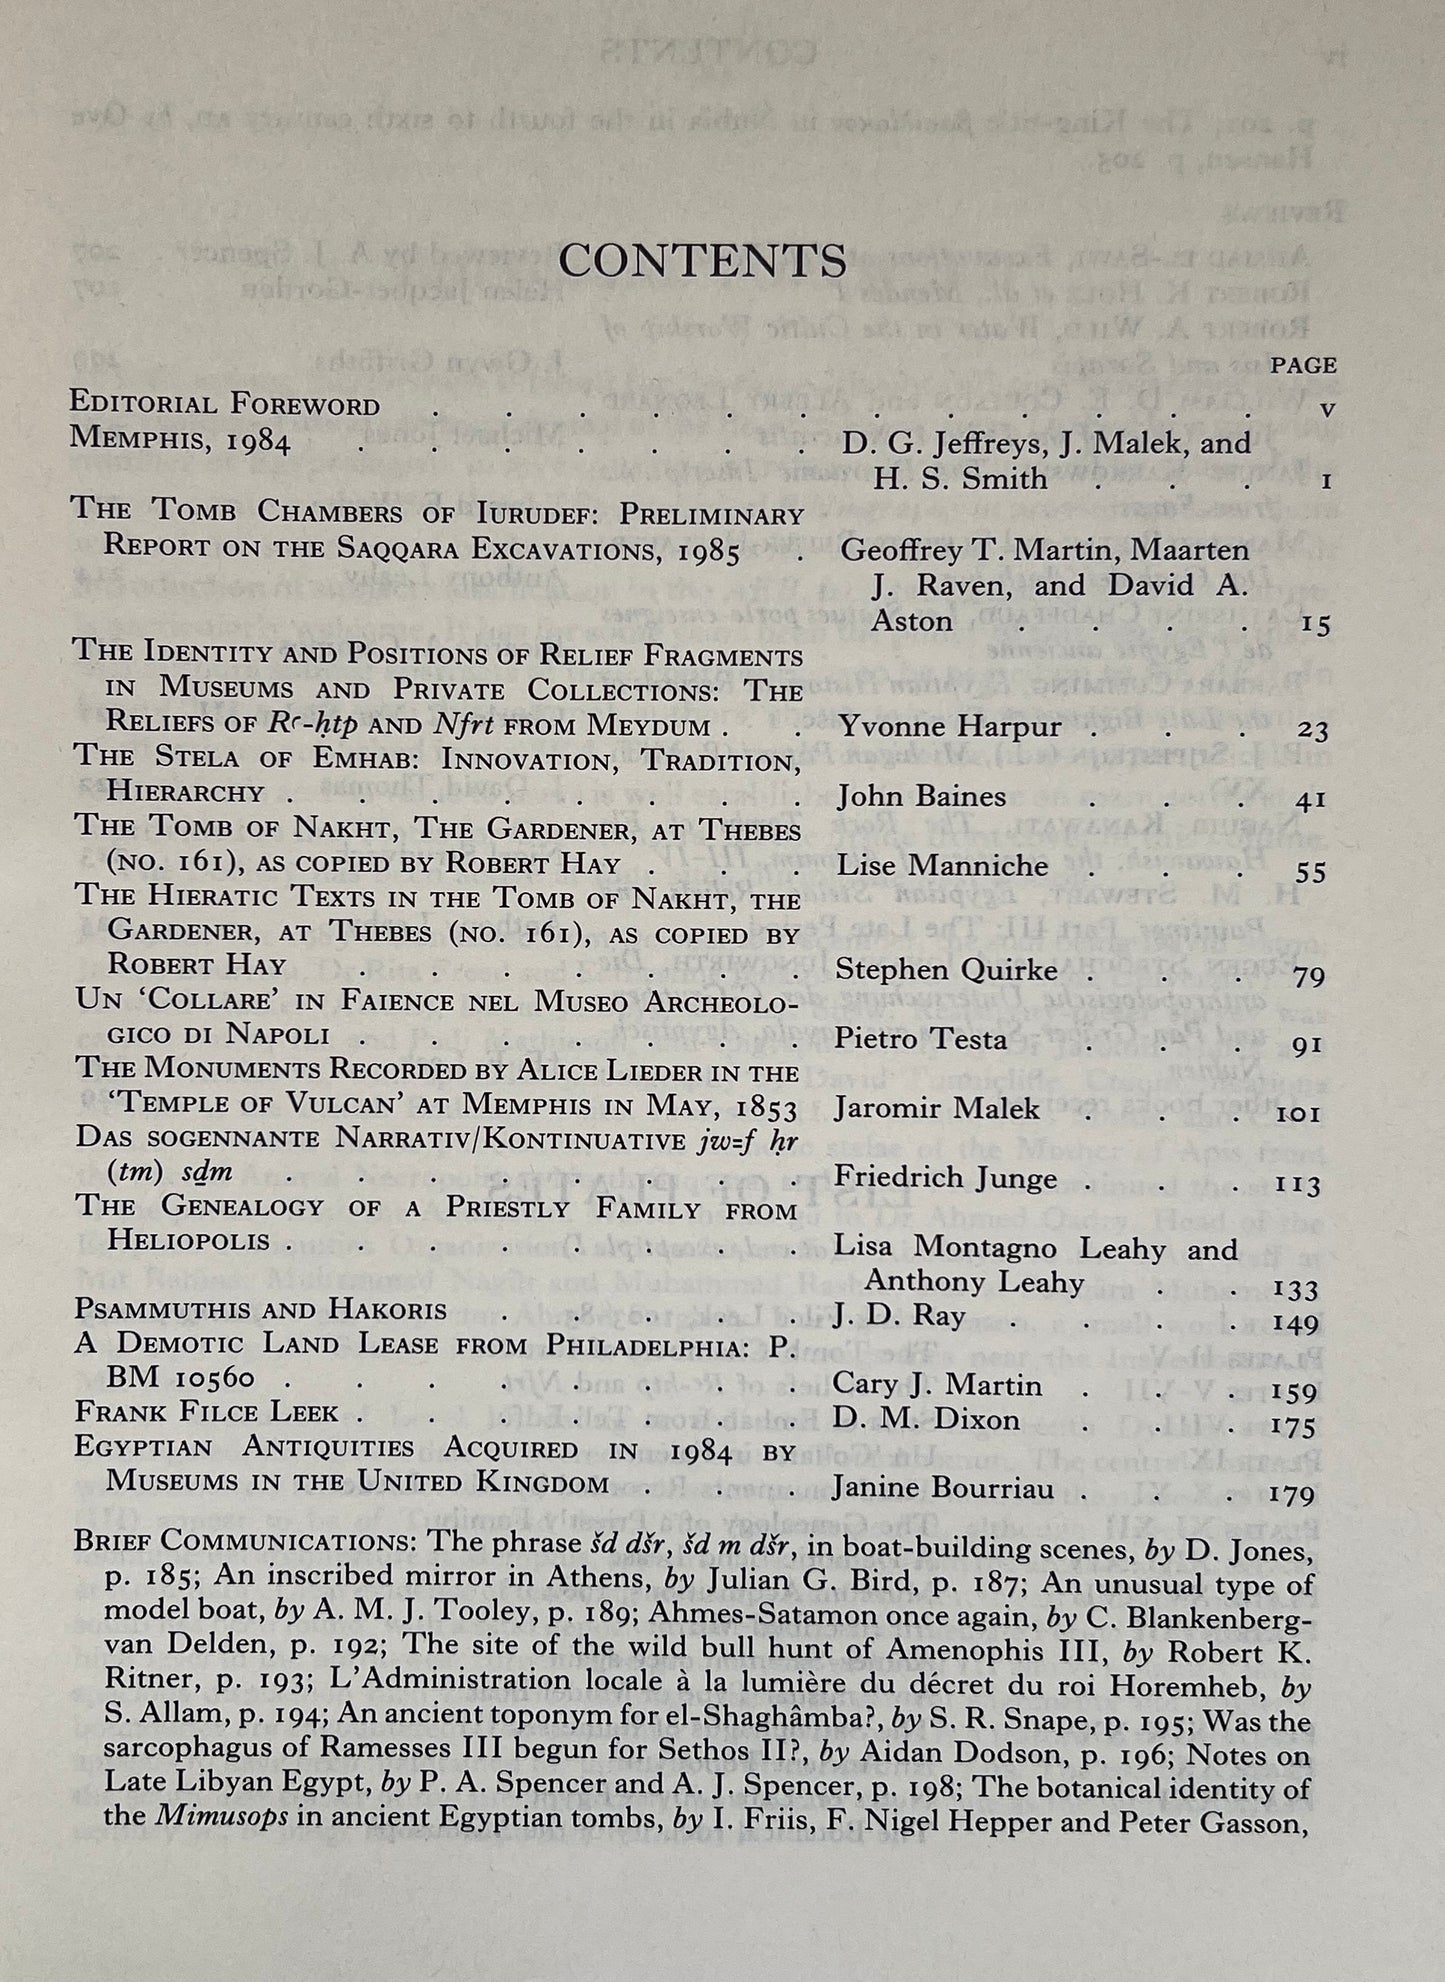 CONTENTS
PAGE
EDITORIAL FOREWORD . . . . . . . . . . . . v
MEMPHIS, 1984 . . . . . . . D. G. Jeffreys, J. Malek, and
H. S. Smith . . . 1
THE TOMB CHAMBERS OF IURUDEF: PRELIMINARY
REPORT ON THE SAQQARA EXCAVATIONS, 1985 . Geoffrey T. Martin, Maarten
J. Raven, and David A.
Aston . . . . 15
THE IDENTITY AND POSITIONS OF RELIEF FRAGMENTS
IN MUSEUMS AND PRIVATE COLLECTIONS: THE
RELIEFS OF Rꜥ-ḥtp AND Nfrt FROM MEYDUM . . Yvonne Harpur . . . 23
THE STELA OF EMHAB: INNOVATION, TRADITION,
HIERARCHY . . . . . . . . John Baines . . . 41
THE TOMB OF NAKHT, THE GARDENER, AT THEBES
(NO. 161), AS COPIED BY ROBERT HAY . . . Lise Manniche . . . 55
THE HIERATIC TEXTS IN THE TOMB OF NAKHT, THE
GARDENER, AT THEBES (NO. 161), AS COPIED BY
ROBERT HAY . . . . . . . Stephen Quirke . . . 79
UN ‘COLLARE’ IN FAIENCE NEL MUSEO ARCHEOLO-
GICO DI NAPOLI . . . . . . . Pietro Testa . . . 91
THE MONUMENTS RECORDED BY ALICE LIEDER IN THE
‘TEMPLE OF VULCAN’ AT MEMPHIS IN MAY, 1853 Jaromir Malek . . . 101
DAS SOGENNANTE NARRATIV/KONTINUATIVE jw=f ḥr
(tm) sḏm . . . . . . . . Friedrich Junge . . . 113
THE GENEALOGY OF A PRIESTLY FAMILY FROM
HELIOPOLIS . . . . . . . . Lisa Montagno Leahy and
Anthony Leahy . . 133
PSAMMUTHIS AND HAKORIS . . . . . J. D. Ray . . . . 149
A DEMOTIC LAND LEASE FROM PHILADELPHIA: P.
BM 10560 . . . . . . . . Cary J. Martin . . . 159
FRANK FILCE LEEK . . . . . . . D. M. Dixon . . . 175
EGYPTIAN ANTIQUITIES ACQUIRED IN 1984 BY
MUSEUMS IN THE UNITED KINGDOM . . . Janine Bourriau . . . 179
BRIEF COMMUNICATIONS: The phrase šd dšr, šd m dšr, in boat-building scenes, by D. Jones,
p. 185; An inscribed mirror in Athens, by Julian G. Bird, p. 187; An unusual type of
model boat, by A. M. J. Tooley, p. 189; Ahmes-Satamon once again, by C. Blankenberg-
van Delden, p. 192; The site of the wild bull hunt of Amenophis III, by Robert K.
Ritner, p. 193; L’Administration locale à la lumière du décret du roi Horemheb, by
S. Allam, p. 194; An ancient toponym for el-Shaghâmba?, by S. R. Snape, p. 195; Was the
sarcophagus of Ramesses III begun for Sethos II?, by Aidan Dodson, p. 196; Notes on
Late Libyan Egypt, by P. A. Spencer and A. J. Spencer, p. 198; The botanical identity of
the Mimusops in ancient Egyptian tombs, by I. Friis, F. Nigel Hepper and Peter Gasson,